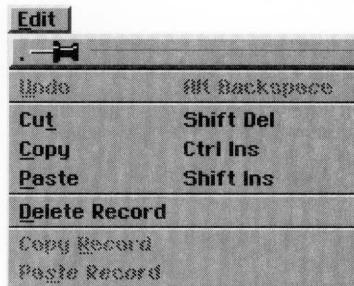 Edit
Undo Alt Backspace
Cut Shift Del
Copy Ctrl Ins
Paste Shift Ins
Delete Record
Copy Record
Paste Record